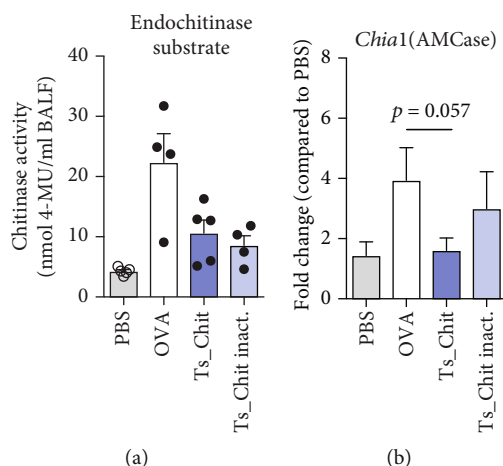 Endochitinase
substrate
Chitinase activity
(nmol 4-MU/ml BALF)
40
30
20
10
0
PBS
OVA
Ts_Chit
Ts_Chit inact.
(a)
Chia1(AMCase)
Fold change (compared to PBS)
8
6
4
2
0
p = 0.057
PBS
OVA
Ts_Chit
Ts_Chit inact.
(b)